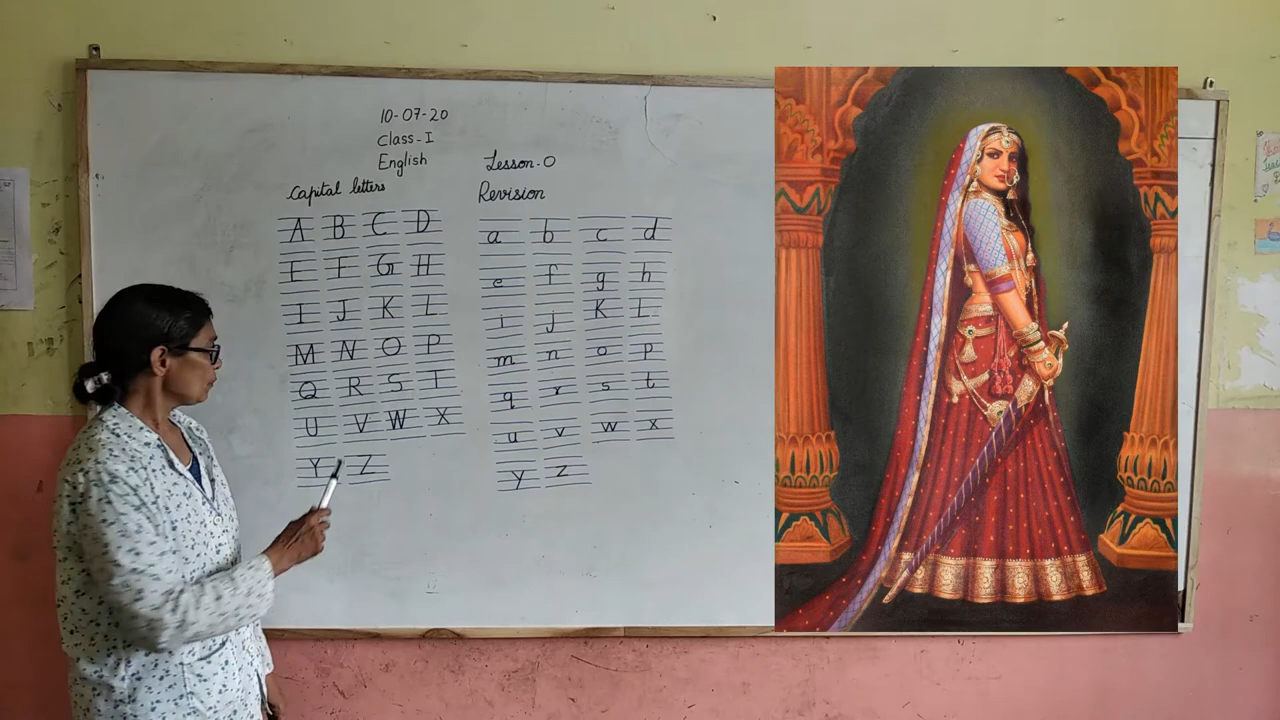 10-07-20
Class-I
English
Lesson-0
Capital letters
Revision
A B C D
E F G H
I J K L
M N O P
Q R S T
U V W X
Y Z
a b c d
e f g h
i j K L
m n o p
q r s t
u v w x
y z